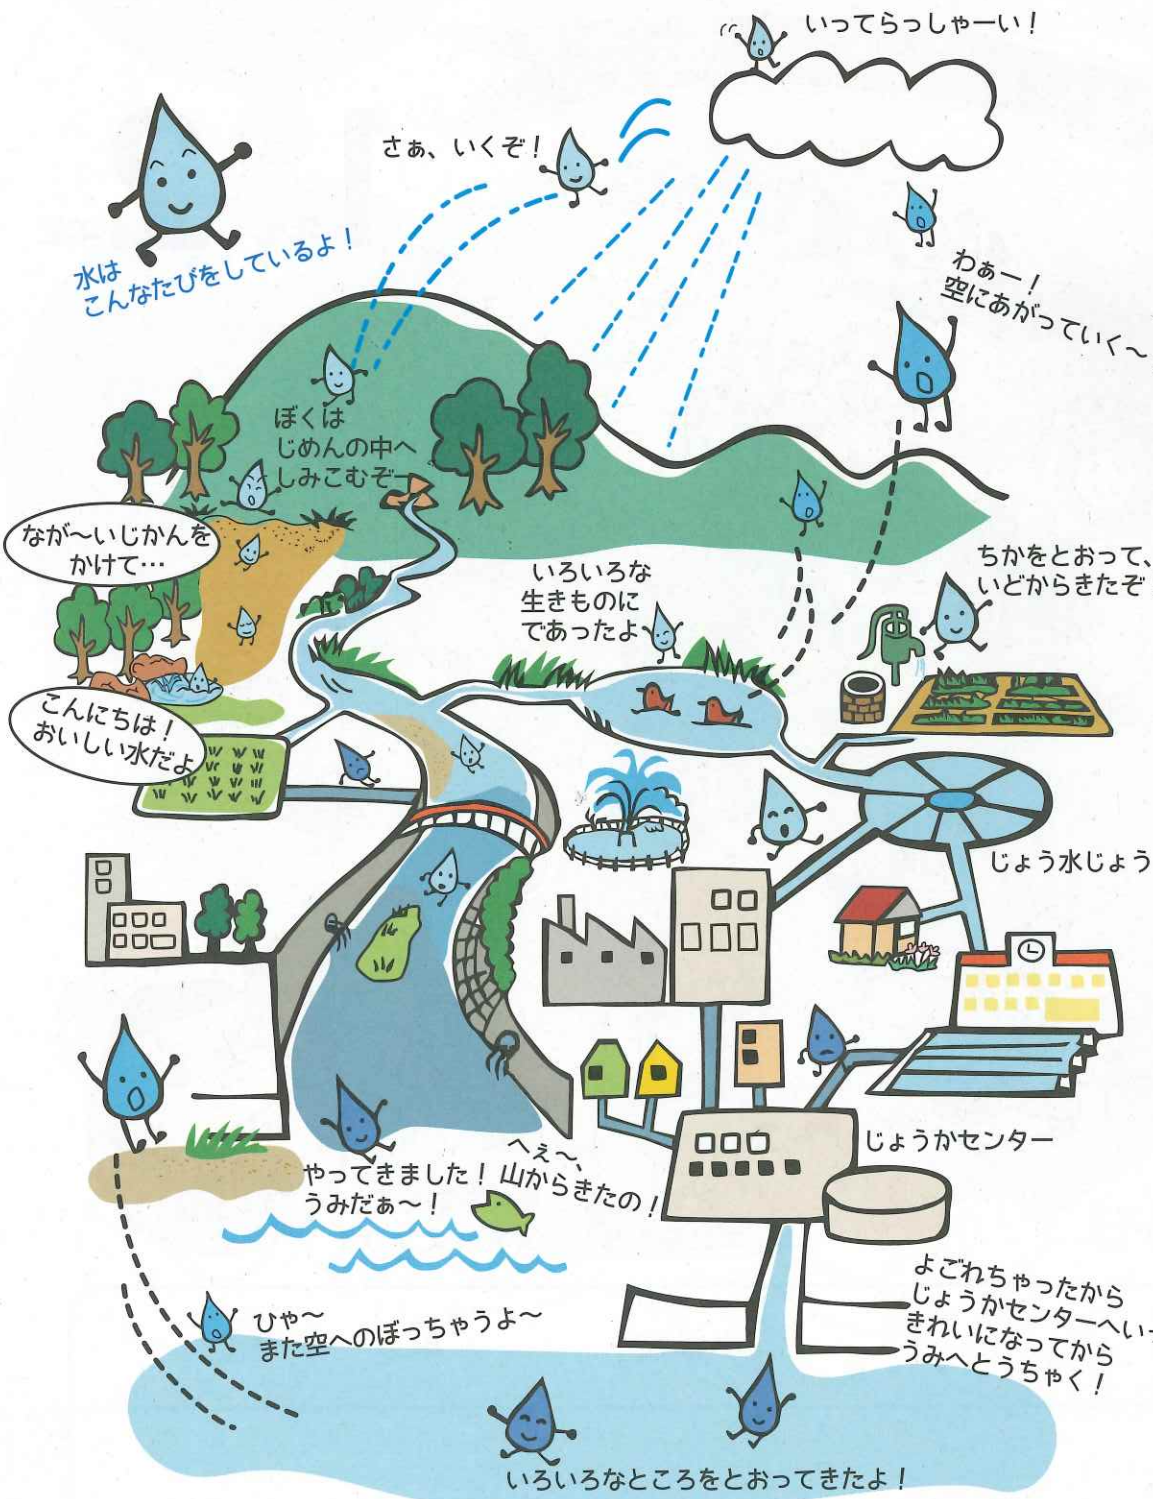 いってらっしゃーい！
さぁ、いくぞ！
水は
こんなたびをしているよ！
わぁー！
空にあがっていく～
ぼくは
じめんの中へ
しみこむぞー
なが～いじかんを
かけて…
いろいろな
生きものに
であったよ
ちかをとおって、
いどからきたぞ
こんにちは！
おいしい水だよ
じょう水じょう
じょうかセンター
やってきました！
うみだぁ～！
へぇ～、
山からきたの！
よごれちゃったから
じょうかセンターへいっ
きれいになってから
うみへとうちゃく！
ひゃ～
また空へのぼっちゃうよ～
いろいろなところをとおってきたよ！